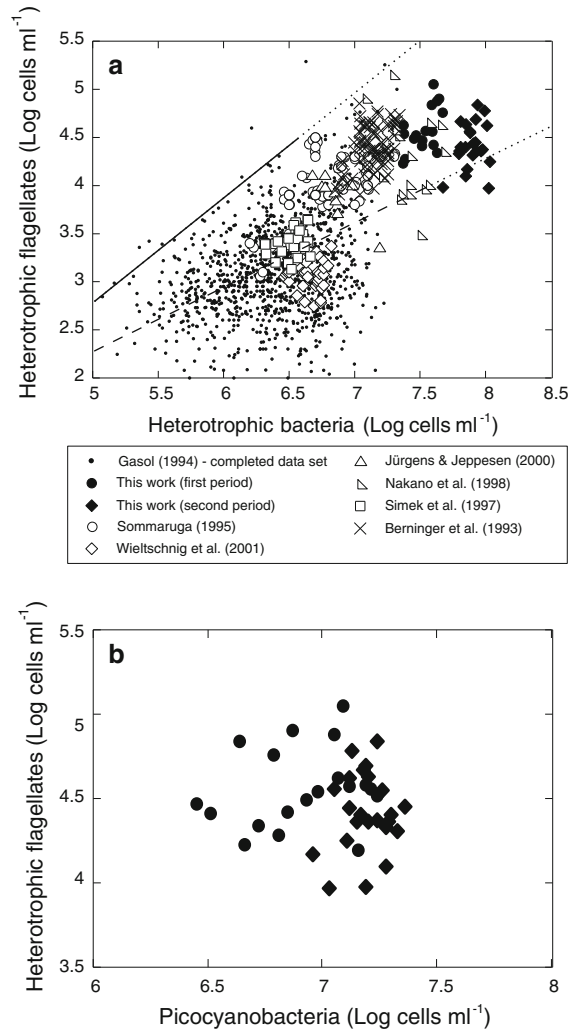 a
5.5
5
4.5
4
3.5
3
2.5
2
Heterotrophic flagellates (Log cells ml⁻¹)
5 5.5 6 6.5 7 7.5 8 8.5
Heterotrophic bacteria (Log cells ml⁻¹)
Gasol (1994) - completed data set
This work (first period)
This work (second period)
Sommaruga (1995)
Wieltschnig et al. (2001)
Jürgens & Jeppesen (2000)
Nakano et al. (1998)
Simek et al. (1997)
Berninger et al. (1993)
b
5.5
5
4.5
4
3.5
Heterotrophic flagellates (Log cells ml⁻¹)
6 6.5 7 7.5 8
Picocyanobacteria (Log cells ml⁻¹)